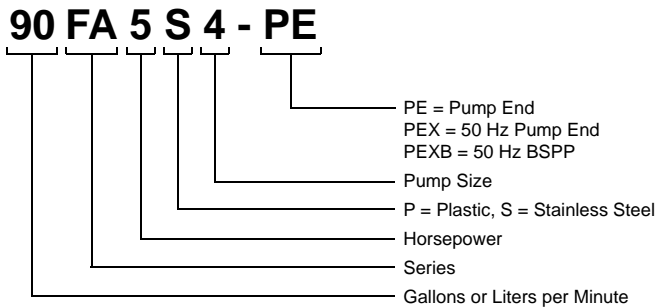 90 FA 5 S 4 - PE
PE = Pump End
PEX = 50 Hz Pump End
PEXB = 50 Hz BSPP
Pump Size
P = Plastic, S = Stainless Steel
Horsepower
Series
Gallons or Liters per Minute